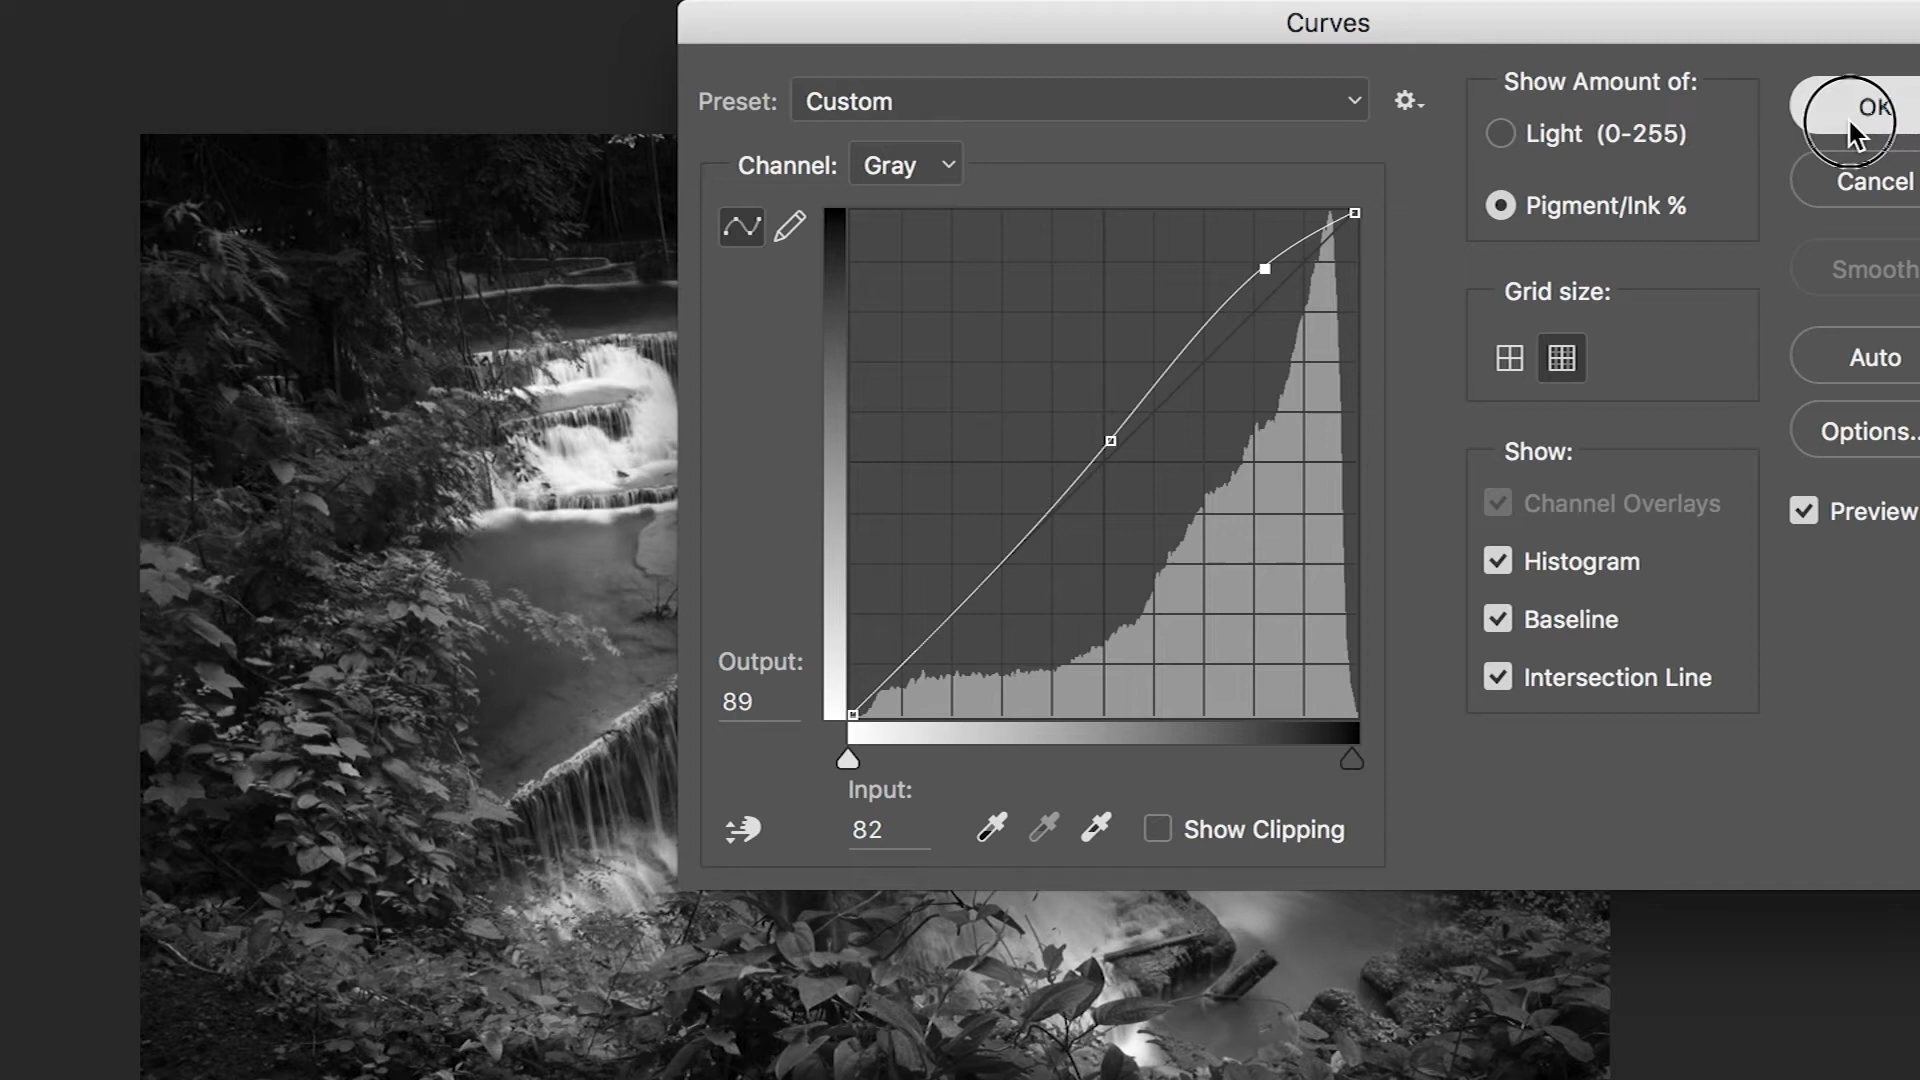 Curves
Preset:
Custom
Channel:
Gray
Output:
89
Input:
82
Show Clipping
Show Amount of:
Light (0-255)
Pigment/Ink %
Grid size:
Show:
Channel Overlays
Histogram
Baseline
Intersection Line
OK
Cancel
Smooth
Auto
Options..
Preview